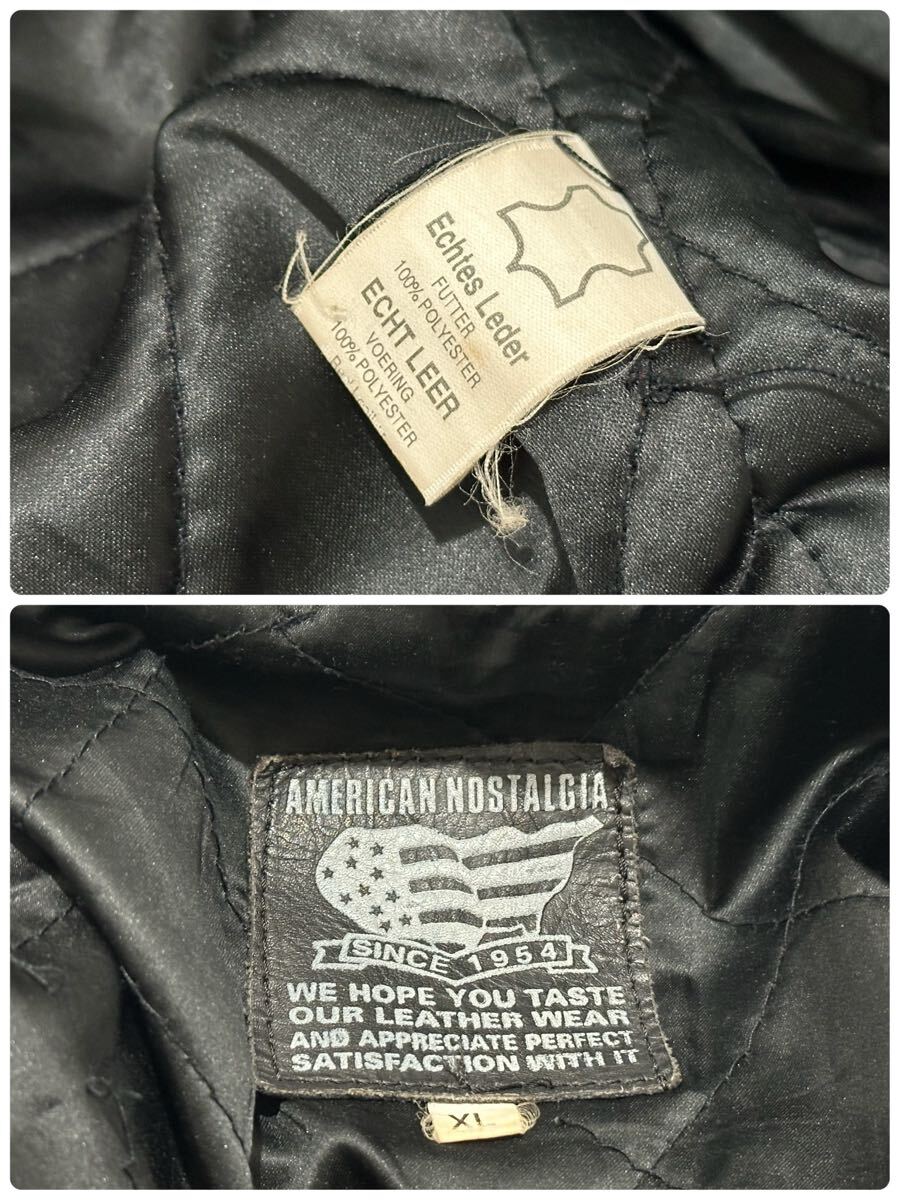 Echtes Leder
FUTTER
100% POLYESTER
ECHT LEER
VOERING
100% POLYESTER
AMERICAN NOSTALGIA
SINCE 1954
WE HOPE YOU TASTE
OUR LEATHER WEAR
AND APPRECIATE PERFECT
SATISFACTION WITH IT
XL